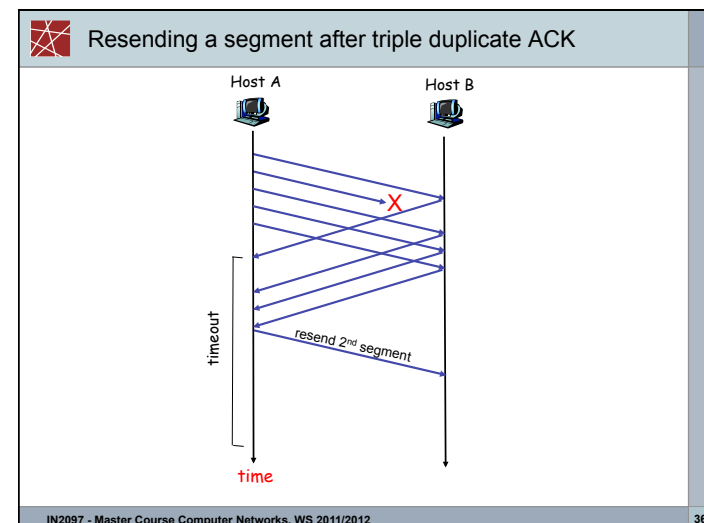 Resending a segment after triple duplicate ACK
Host A
Host B
X
timeout
resend 2nd segment
time
IN2097 - Master Course Computer Networks, WS 2011/2012
36